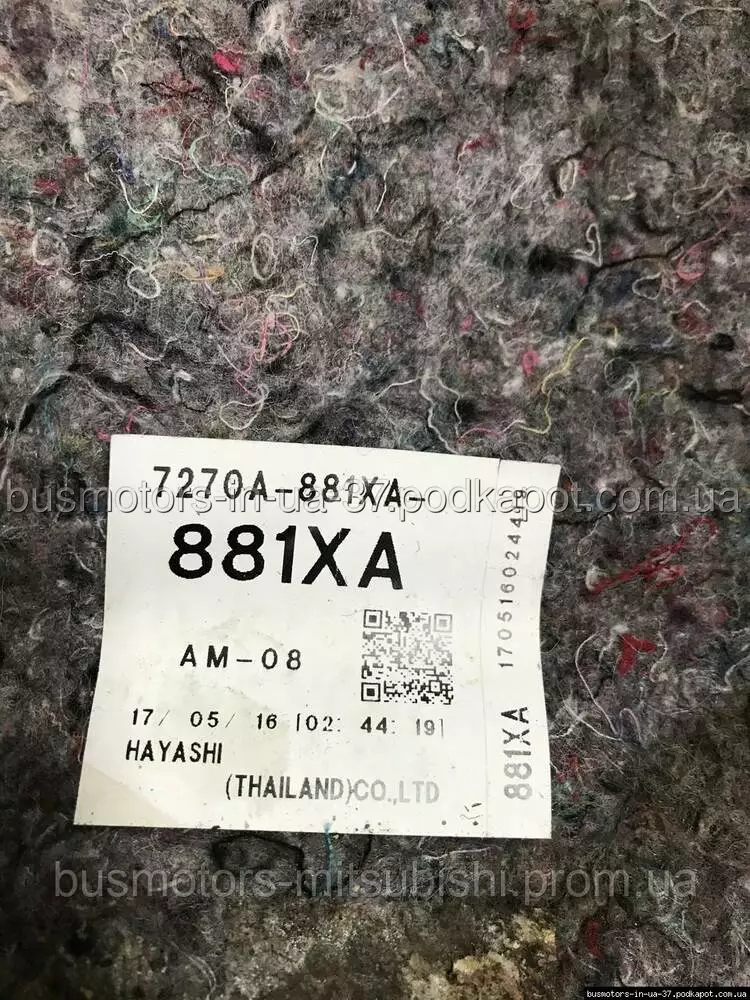 7270A-881XA-
busmotors-in-ua-37.podkapot.com.ua
881XA
AM-08
17/ 05/ 16 [02: 44: 19]
HAYASHI
(THAILAND)CO.,LTD
881XA 170516024419
busmotors-mitsubishi.prom.ua
busmotors-in-ua-37.podkapot.com.ua